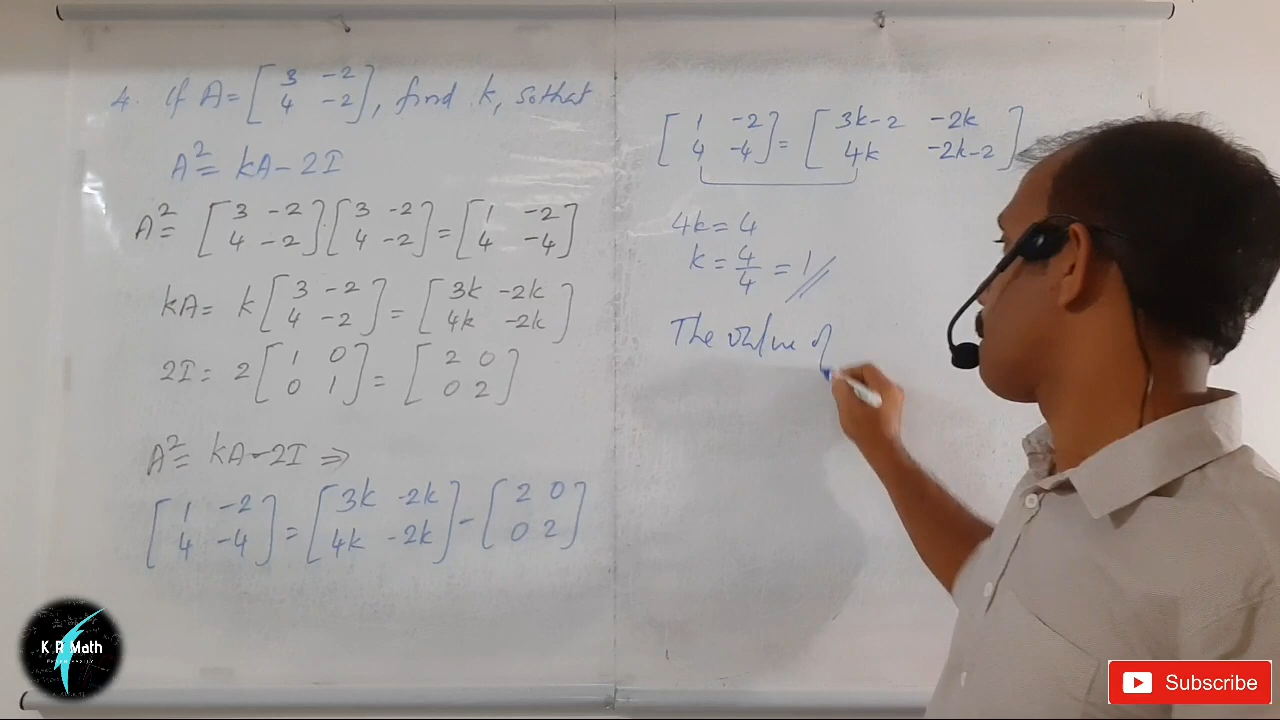 4. If A = [ 3 -2 ; 4 -2 ], find k, so that
A² = kA - 2I
A² = [ 3 -2 ; 4 -2 ] [ 3 -2 ; 4 -2 ] = [ 1 -2 ; 4 -4 ]
kA = k [ 3 -2 ; 4 -2 ] = [ 3k -2k ; 4k -2k ]
2I = 2 [ 1 0 ; 0 1 ] = [ 2 0 ; 0 2 ]
A² = kA - 2I ⇒
[ 1 -2 ; 4 -4 ] = [ 3k -2k ; 4k -2k ] - [ 2 0 ; 0 2 ]
[ 1 -2 ; 4 -4 ] = [ 3k-2 -2k ; 4k -2k-2 ]
4k = 4
k = 4/4 = 1 //
The value of
K R Math
Subscribe